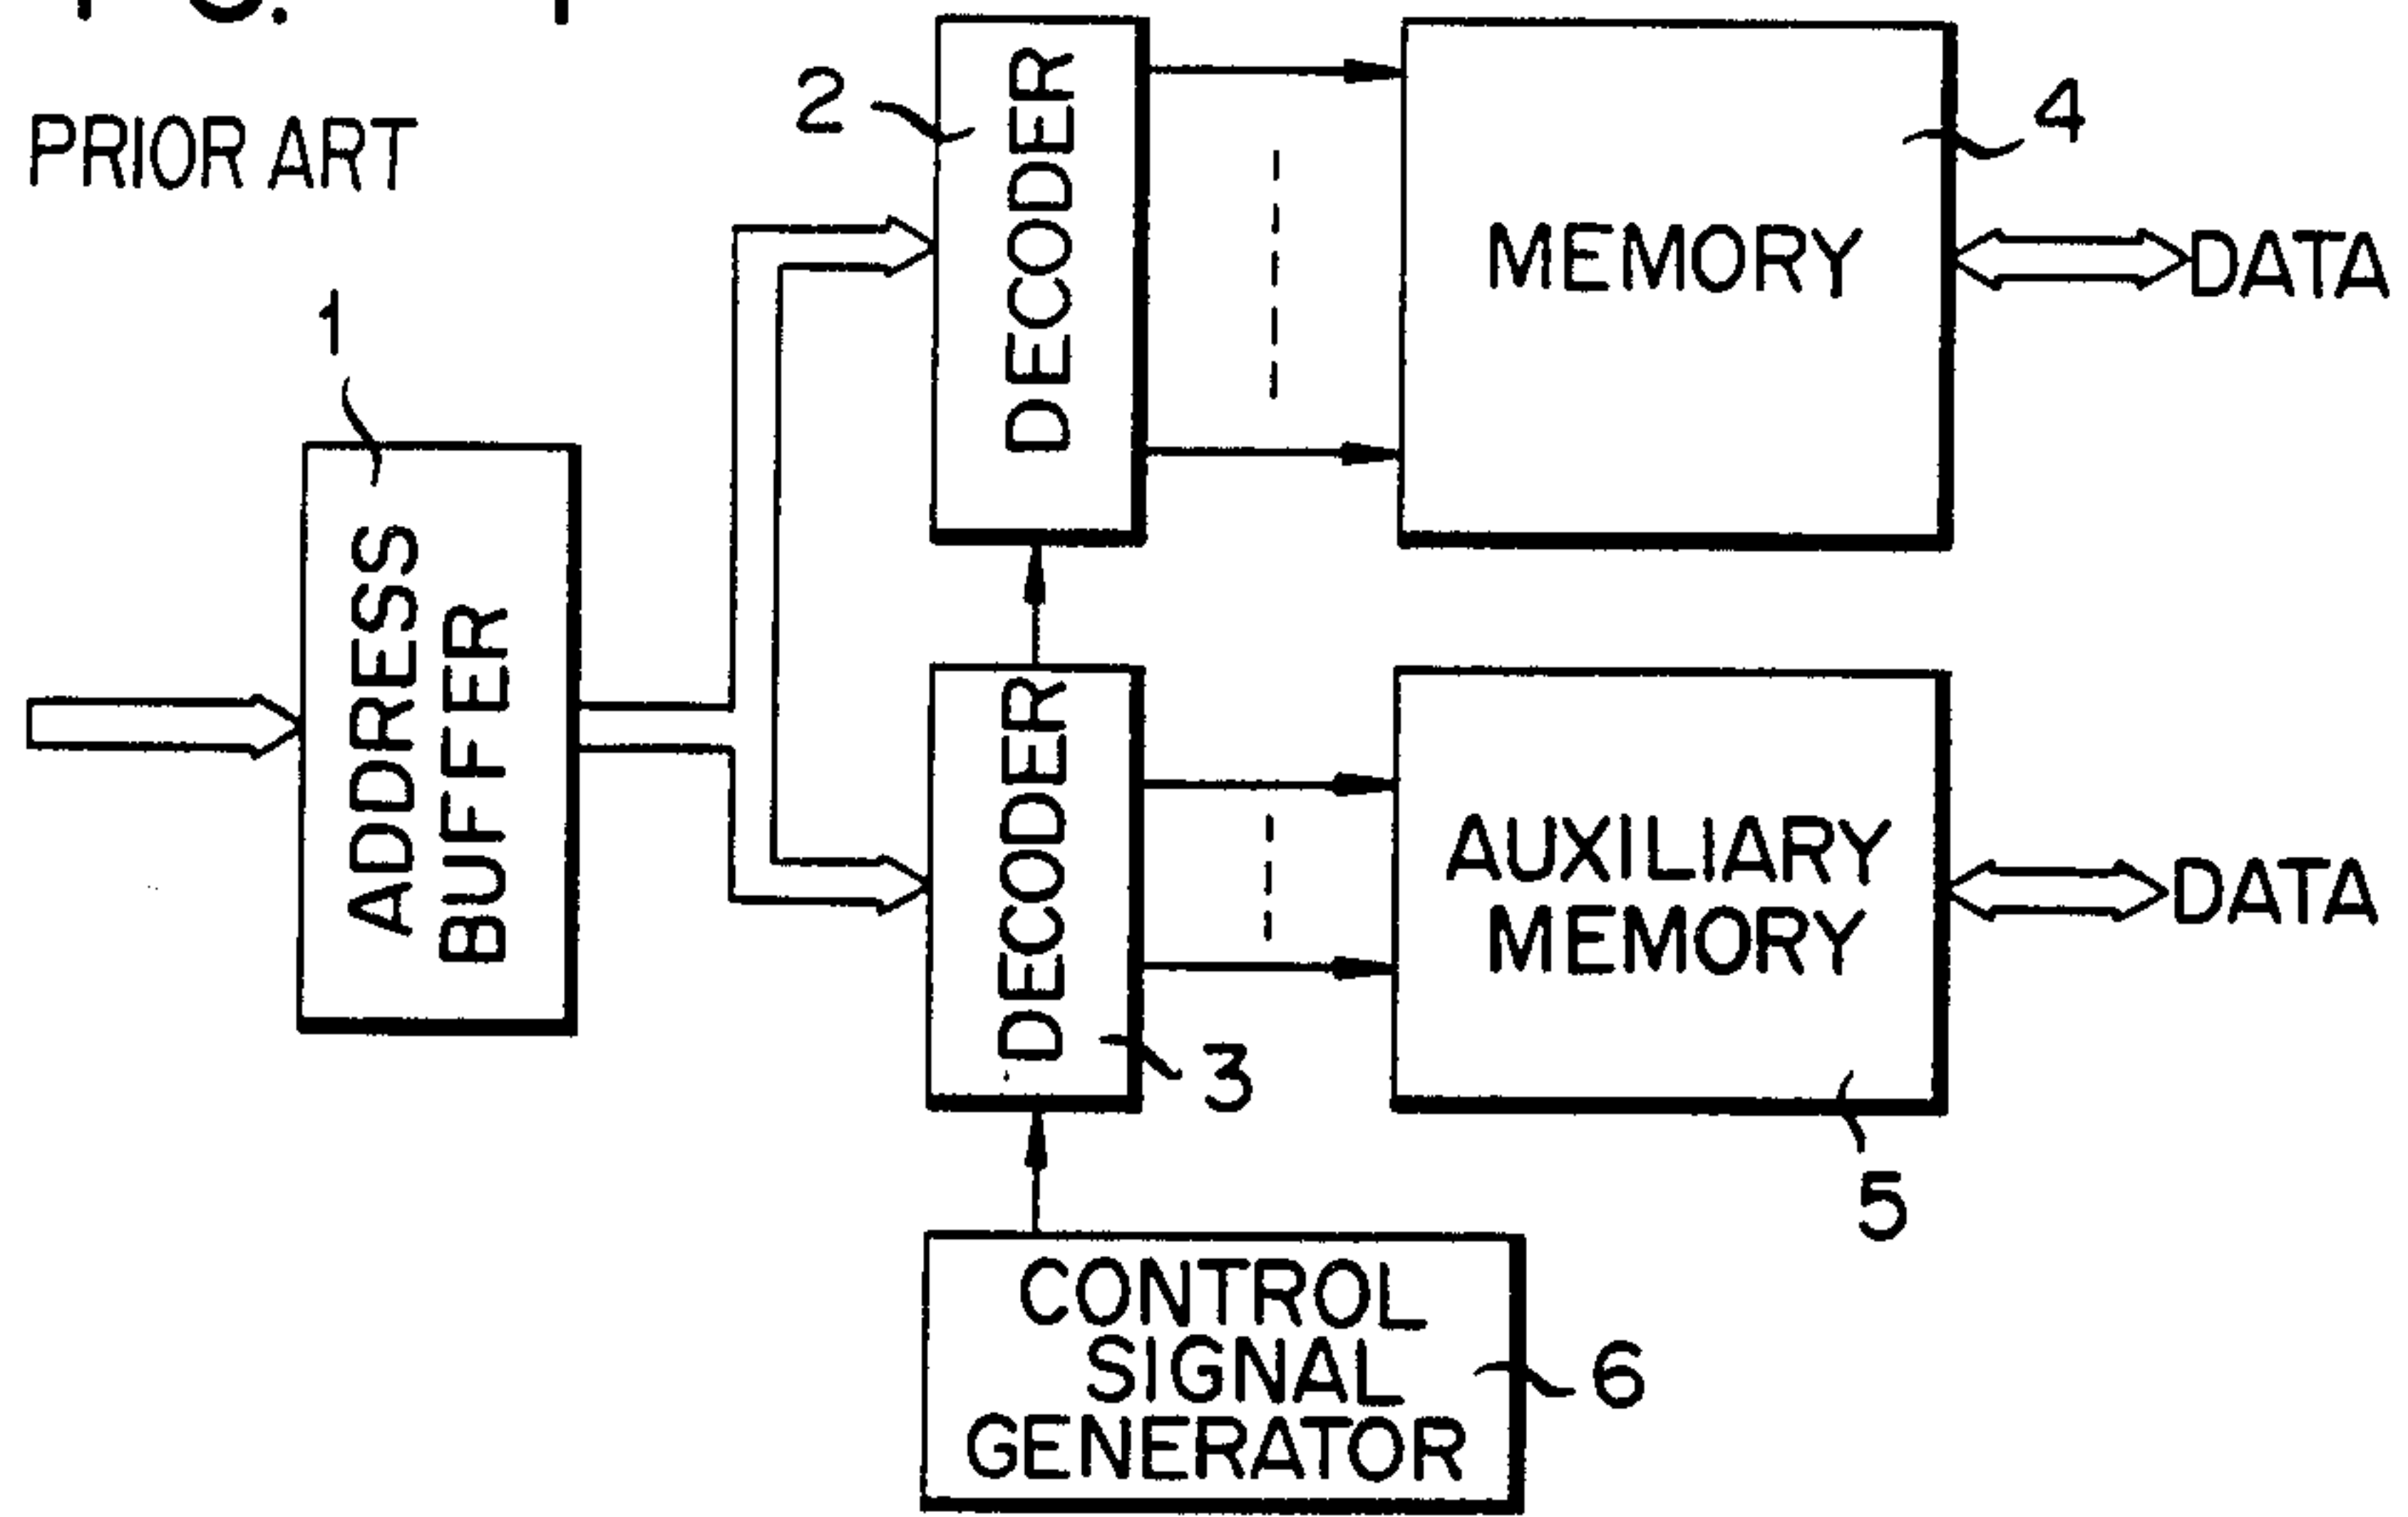 PRIOR ART
1
ADDRESS
BUFFER
2
DECODER
4
MEMORY
DATA
DECODER
3
AUXILIARY
MEMORY
DATA
5
CONTROL
SIGNAL
GENERATOR
6